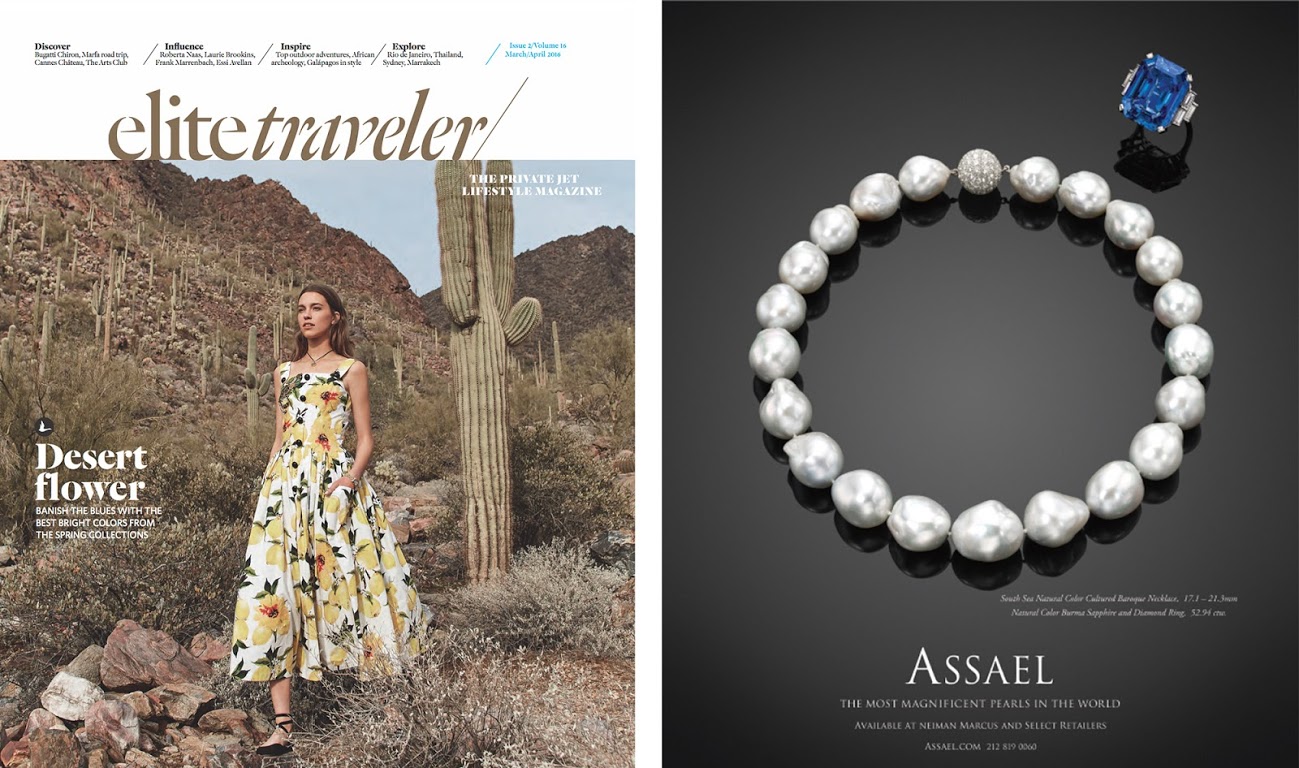 Discover
Bugatti Chiron, Marfa road trip,
Cannes Château, The Arts Club
Influence
Roberta Naas, Laurie Brookins,
Frank Marrenbach, Essi Avellan
Inspire
Top outdoor adventures, African
archeology, Galápagos in style
Explore
Rio de Janeiro, Thailand,
Sydney, Marrakech
Issue 2/Volume 16
March/April 2016
elite traveler/
THE PRIVATE JET
LIFESTYLE MAGAZINE
Desert
flower
BANISH THE BLUES WITH THE
BEST BRIGHT COLORS FROM
THE SPRING COLLECTIONS
South Sea Natural Color Cultured Baroque Necklace, 17.1 – 21.3mm
Natural Color Burma Sapphire and Diamond Ring, 52.94 ctw.
ASSAEL
THE MOST MAGNIFICENT PEARLS IN THE WORLD
AVAILABLE AT NEIMAN MARCUS AND SELECT RETAILERS
ASSAEL.COM 212 819 0060